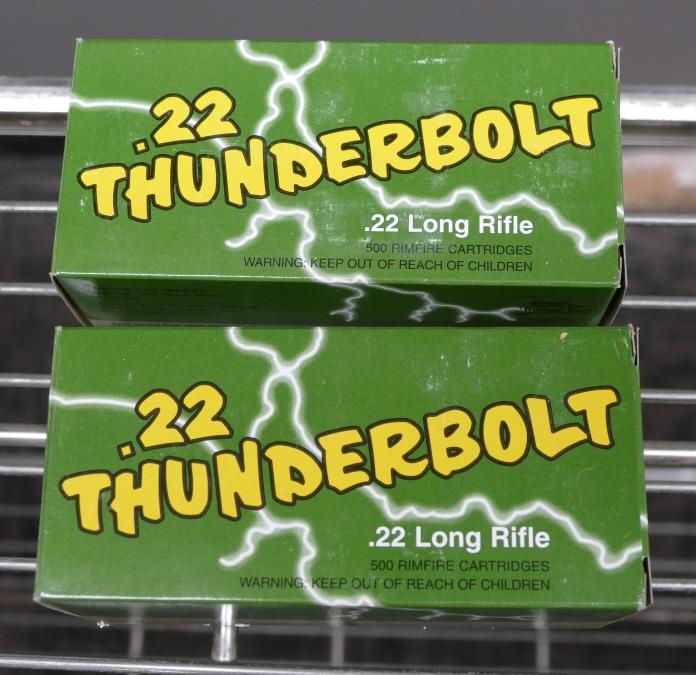 .22
THUNDERBOLT
.22 Long Rifle
500 RIMFIRE CARTRIDGES
WARNING: KEEP OUT OF REACH OF CHILDREN
.22
THUNDERBOLT
.22 Long Rifle
500 RIMFIRE CARTRIDGES
WARNING: KEEP OUT OF REACH OF CHILDREN